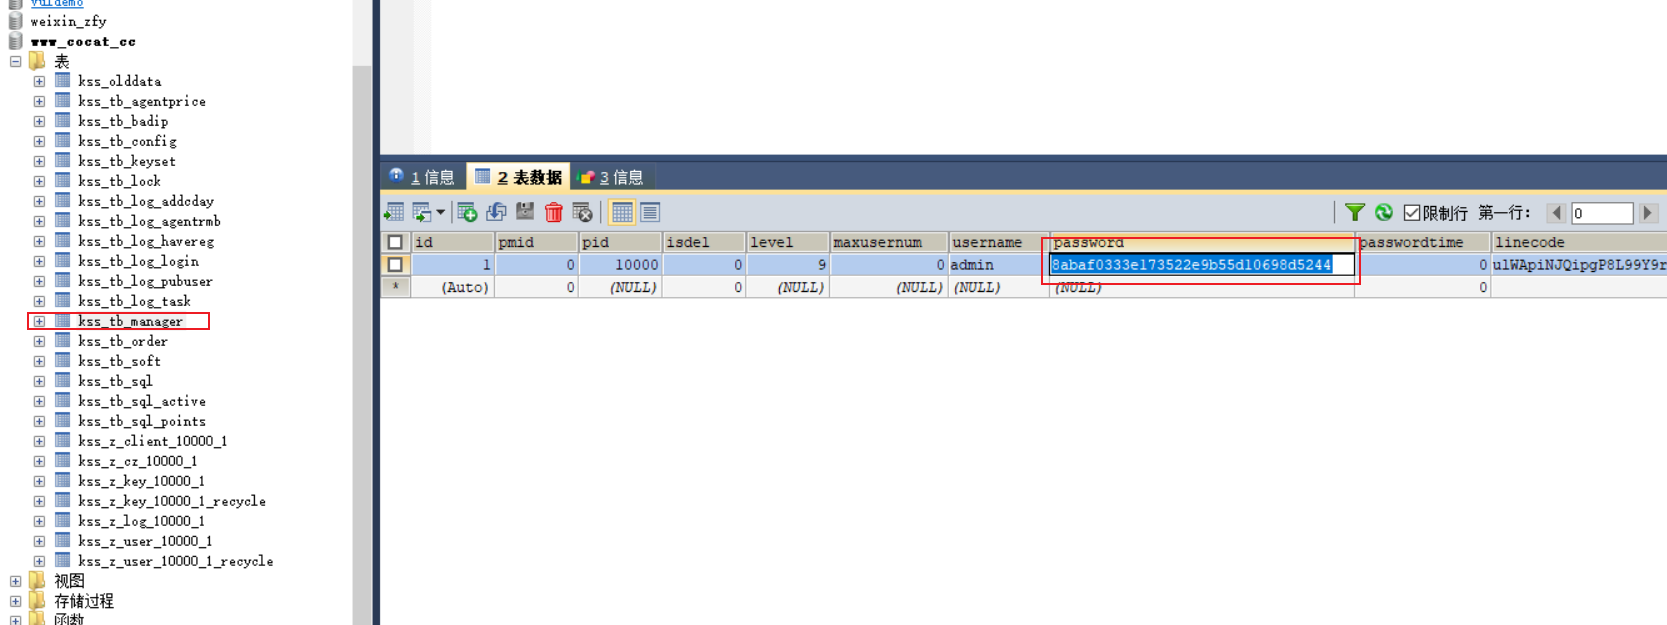 vuldemo
weixin_zfy
www_cocat_cc
表
kss_olddata
kss_tb_agentprice
kss_tb_badip
kss_tb_config
kss_tb_keyset
kss_tb_lock
kss_tb_log_addcday
kss_tb_log_agentrmb
kss_tb_log_havereg
kss_tb_log_login
kss_tb_log_pubuser
kss_tb_log_task
kss_tb_manager
kss_tb_order
kss_tb_soft
kss_tb_sql
kss_tb_sql_active
kss_tb_sql_points
kss_z_client_10000_1
kss_z_cz_10000_1
kss_z_key_10000_1
kss_z_key_10000_1_recycle
kss_z_log_10000_1
kss_z_user_10000_1
kss_z_user_10000_1_recycle
视图
存储过程
函数
1 信息 2 表数据 3 信息
限制行 第一行: 0
id pmid pid isdel level maxusernum username password passwordtime linecode
1 0 10000 0 9 0 admin 8abaf0333e173522e9b55d10698d5244 0 ulWApiNJQipgP8L99Y9r
* (Auto) 0 (NULL) 0 (NULL) (NULL) (NULL) (NULL) 0